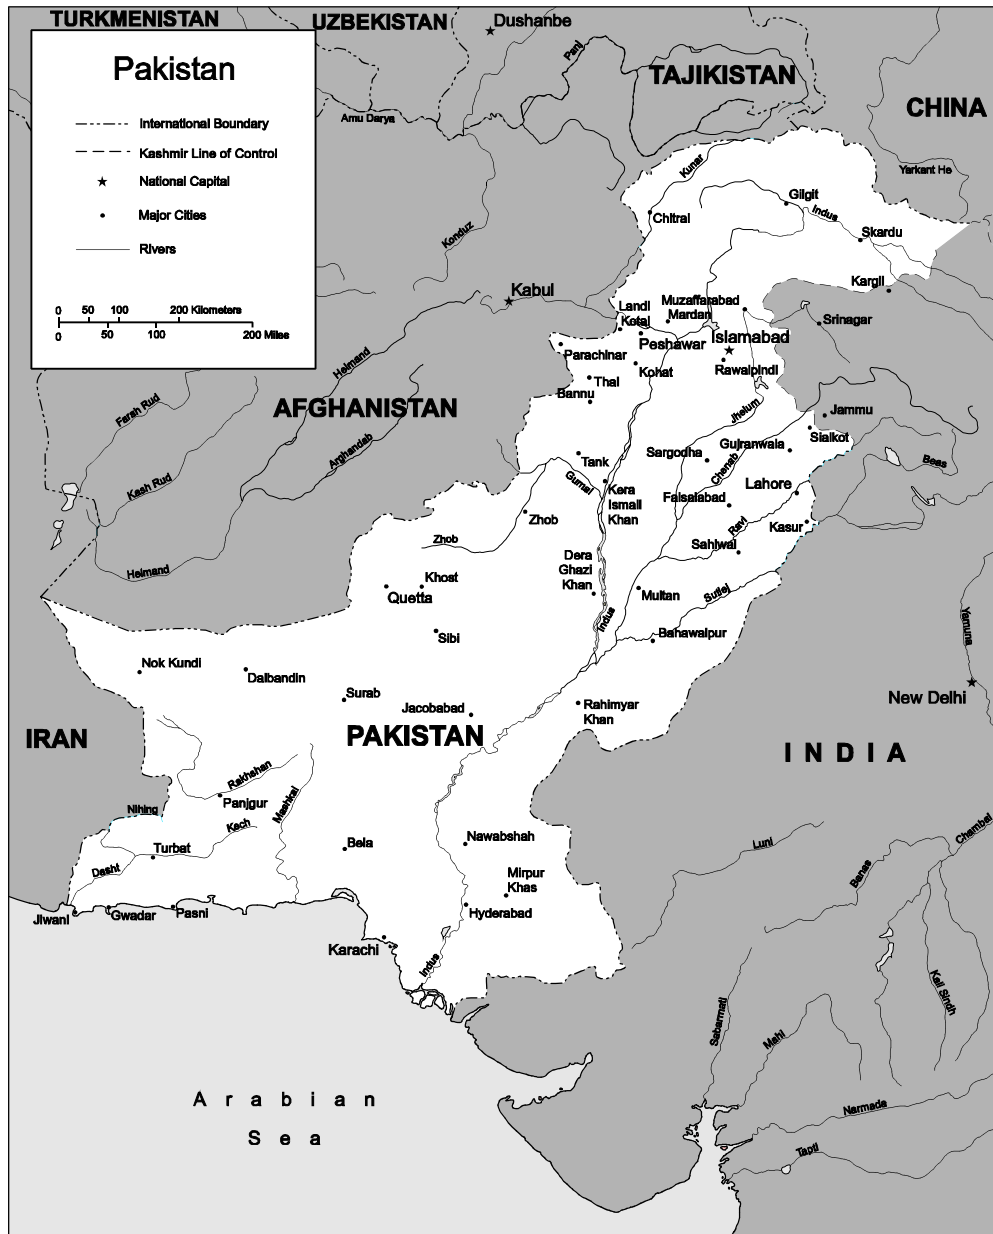 TURKMENISTAN
UZBEKISTAN
Dushanbe
Panj
TAJIKISTAN
CHINA
Pakistan
International Boundary
Kashmir Line of Control
National Capital
Major Cities
Rivers
0 50 100 200 Kilometers
0 50 100 200 Miles
Amu Darya
Yarkant He
Kunar
Gilgit
Indus
Chitral
Skardu
Konduz
Kargil
Kabul
Landi
Kotal
Muzaffarabad
Mardan
Srinagar
Islamabad
Peshawar
Parachinar
Kohat
Rawalpindi
Helmand
Thal
Bannu
Farah Rud
AFGHANISTAN
Jhelum
Jammu
Sialkot
Gujranwala
Sargodha
Chenab
Arghandab
Tank
Beas
Gumal
Kash Rud
Kera
Ismail
Khan
Lahore
Faisalabad
Zhob
Ravi
Kasur
Zhob
Sahiwal
Dera
Ghazi
Khan
Helmand
Khost
Quetta
Multan
Sutlej
Indus
Yamuna
Sibi
Bahawalpur
Nok Kundi
Dalbandin
New Delhi
Surab
Jacobabad
Rahimyar
Khan
IRAN
PAKISTAN
INDIA
Rakhshan
Panjgur
Mashkal
Nihing
Kech
Turbat
Bela
Nawabshah
Luni
Chambal
Dasht
Mirpur
Khas
Banas
Jiwani
Gwadar
Pasni
Hyderabad
Karachi
Indus
Kali Sindh
Sabarmati
Mahi
Arabian
Sea
Narmada
Tapti